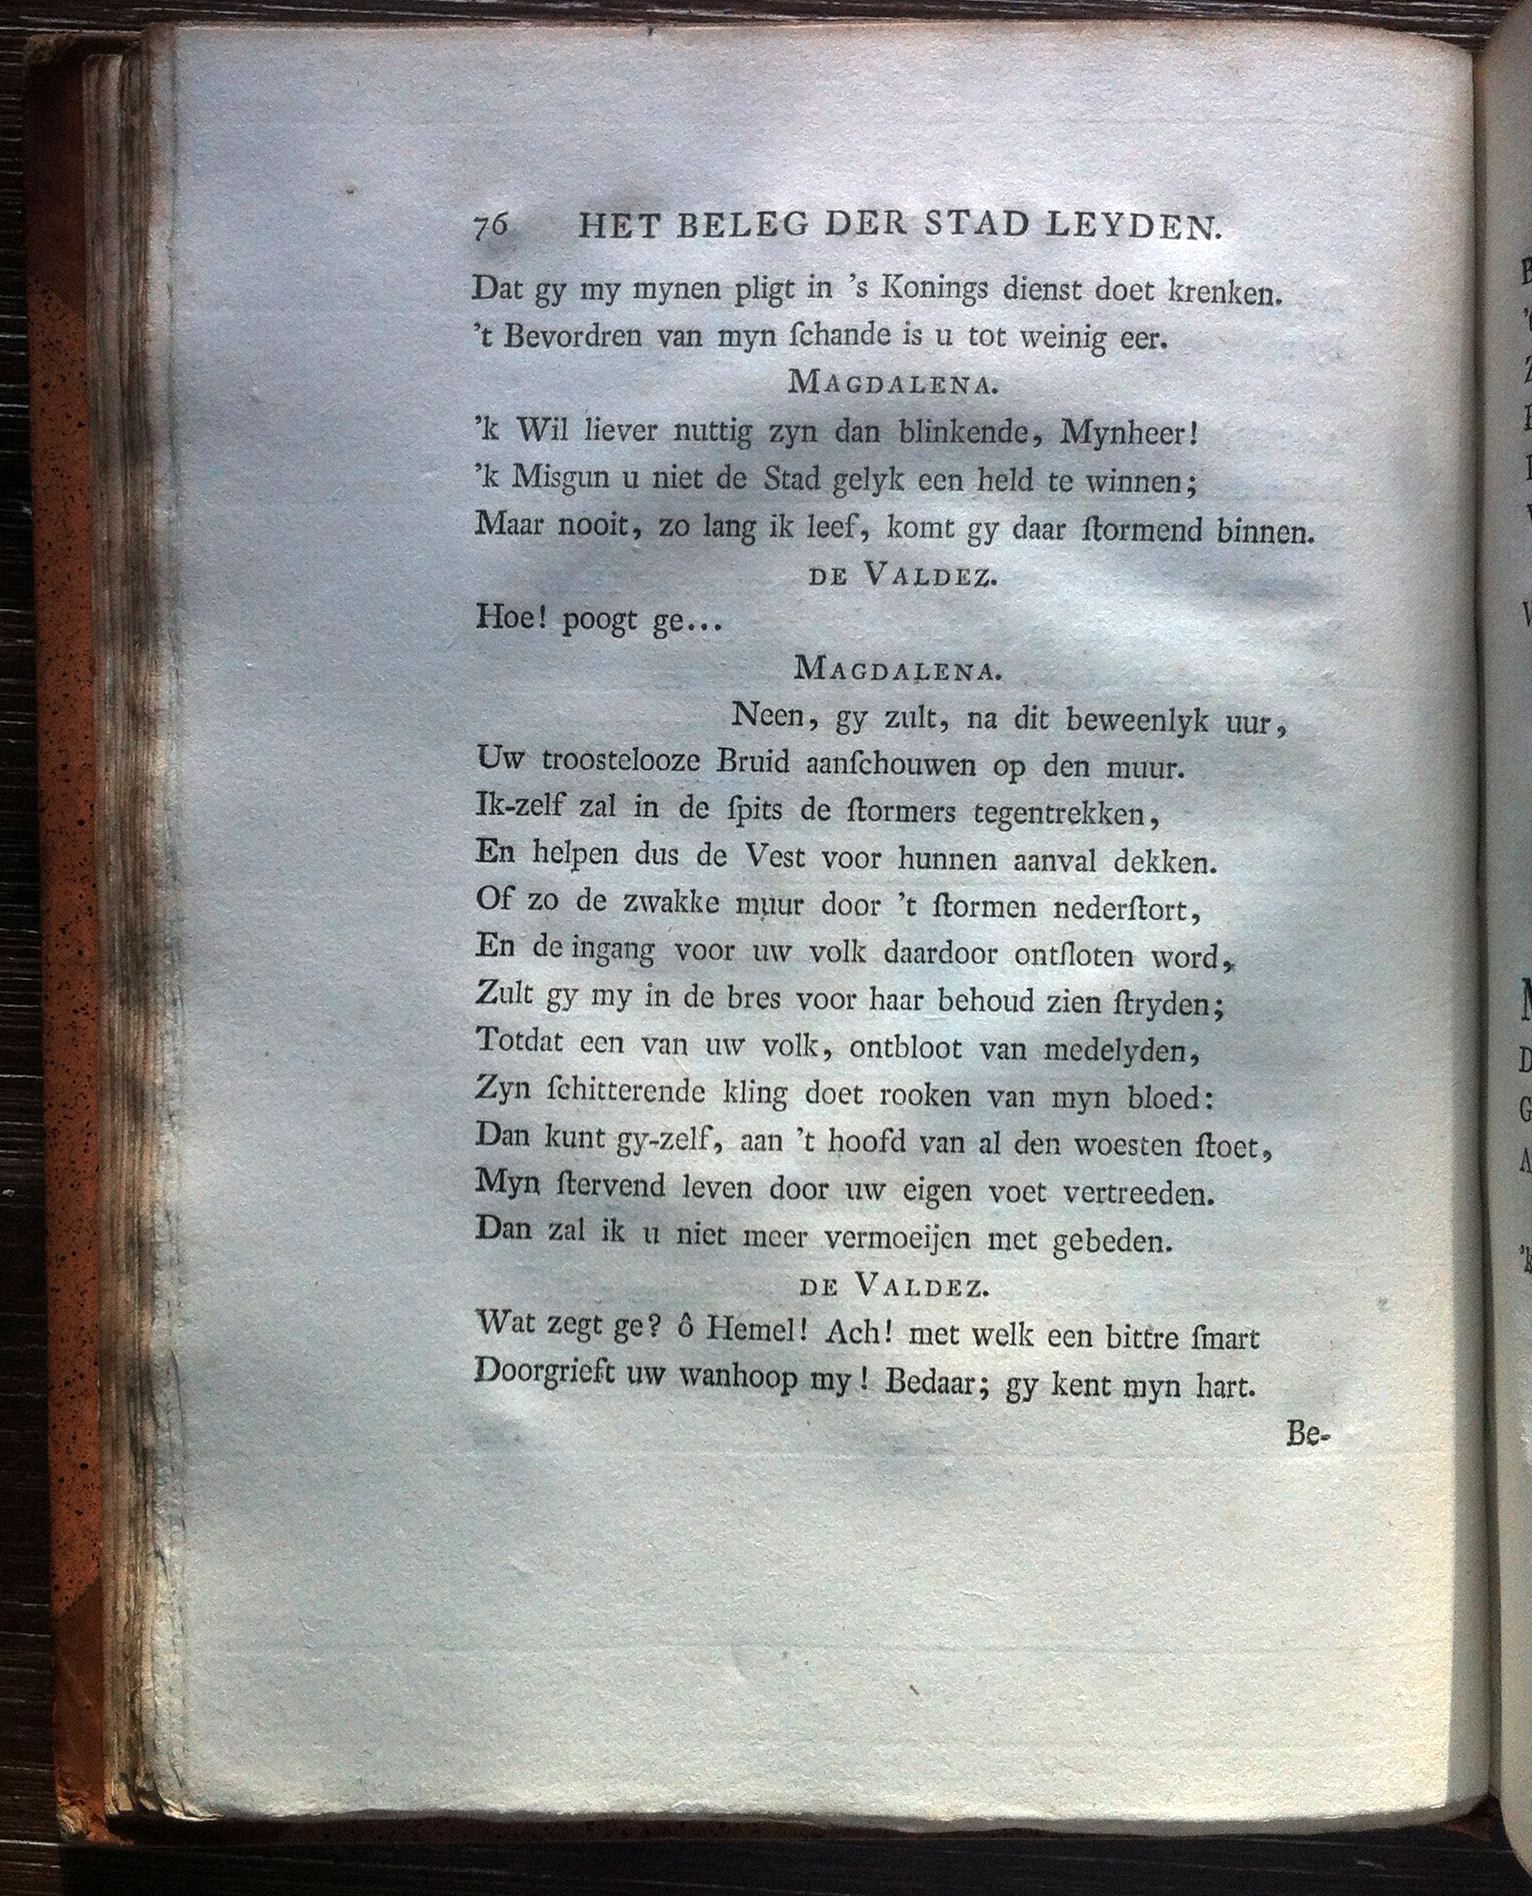 76 HET BELEG DER STAD LEYDEN.
Dat gy my mynen pligt in 's Konings dienst doet krenken.
't Bevordren van myn ſchande is u tot weinig eer.
MAGDALENA.
'k Wil liever nuttig zyn dan blinkende, Mynheer!
'k Misgun u niet de Stad gelyk een held te winnen;
Maar nooit, zo lang ik leef, komt gy daar ſtormend binnen.
DE VALDEZ.
Hoe! poogt ge...
MAGDALENA.
Neen, gy zult, na dit beweenlyk uur,
Uw troostelooze Bruid aanſchouwen op den muur.
Ik-zelf zal in de ſpits de ſtormers tegentrekken,
En helpen dus de Vest voor hunnen aanval dekken.
Of zo de zwakke muur door 't ſtormen nederſtort,
En de ingang voor uw volk daardoor ontſloten word,
Zult gy my in de bres voor haar behoud zien ſtryden;
Totdat een van uw volk, ontbloot van medelyden,
Zyn ſchitterende kling doet rooken van myn bloed:
Dan kunt gy-zelf, aan 't hoofd van al den woesten ſtoet,
Myn ſtervend leven door uw eigen voet vertreeden.
Dan zal ik u niet meer vermoeijen met gebeden.
DE VALDEZ.
Wat zegt ge? ô Hemel! Ach! met welk een bittre ſmart
Doorgrieft uw wanhoop my! Bedaar; gy kent myn hart.
Be-